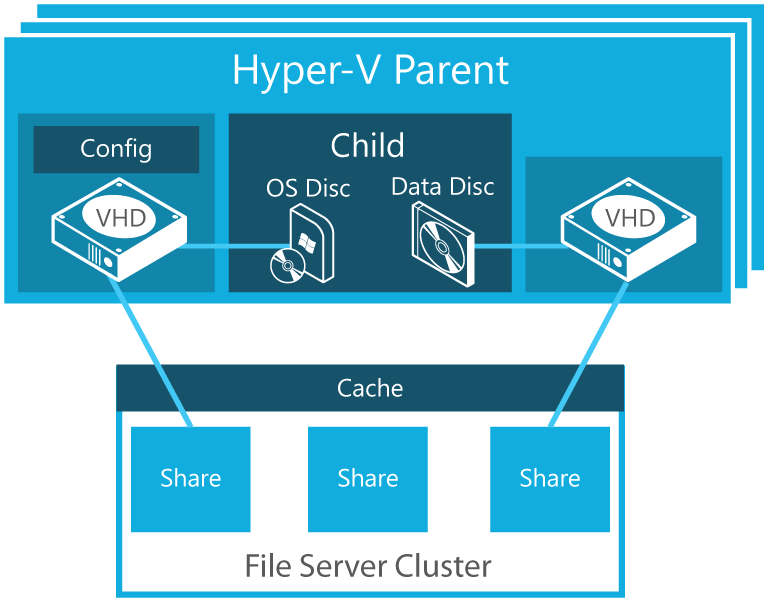 Hyper-V Parent
Config
VHD
Child
OS Disc
Data Disc
VHD
Cache
Share
Share
Share
File Server Cluster